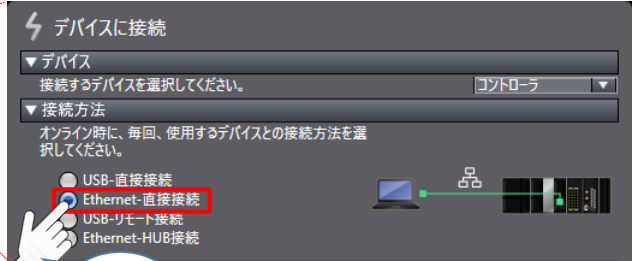 デバイスに接続
▼デバイス
接続するデバイスを選択してください。
コントローラ ▼
▼接続方法
オンライン時に、毎回、使用するデバイスとの接続方法を選
択してください。
USB-直接接続
Ethernet-直接接続
USB-リモート接続
Ethernet-HUB接続